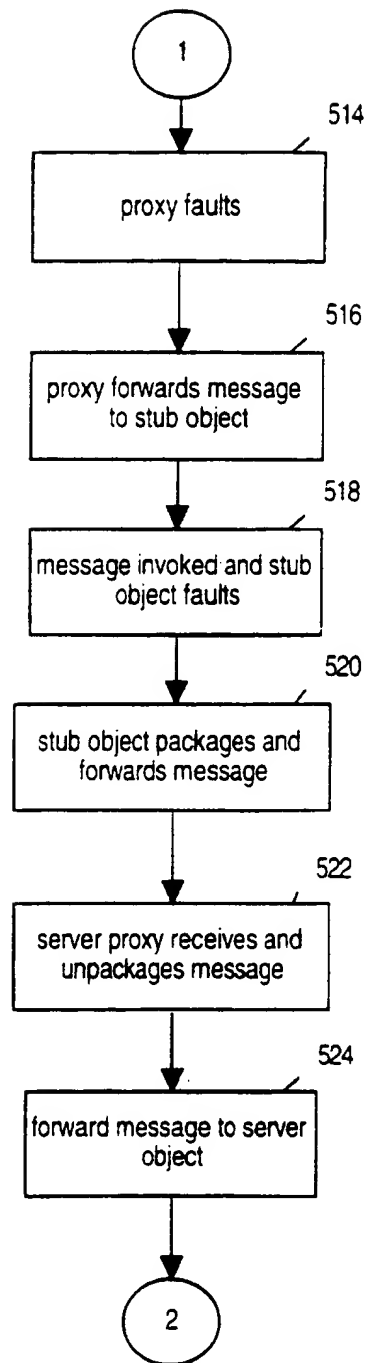 1
514
proxy faults
516
proxy forwards message
to stub object
518
message invoked and stub
object faults
520
stub object packages and
forwards message
522
server proxy receives and
unpackages message
524
forward message to server
object
2